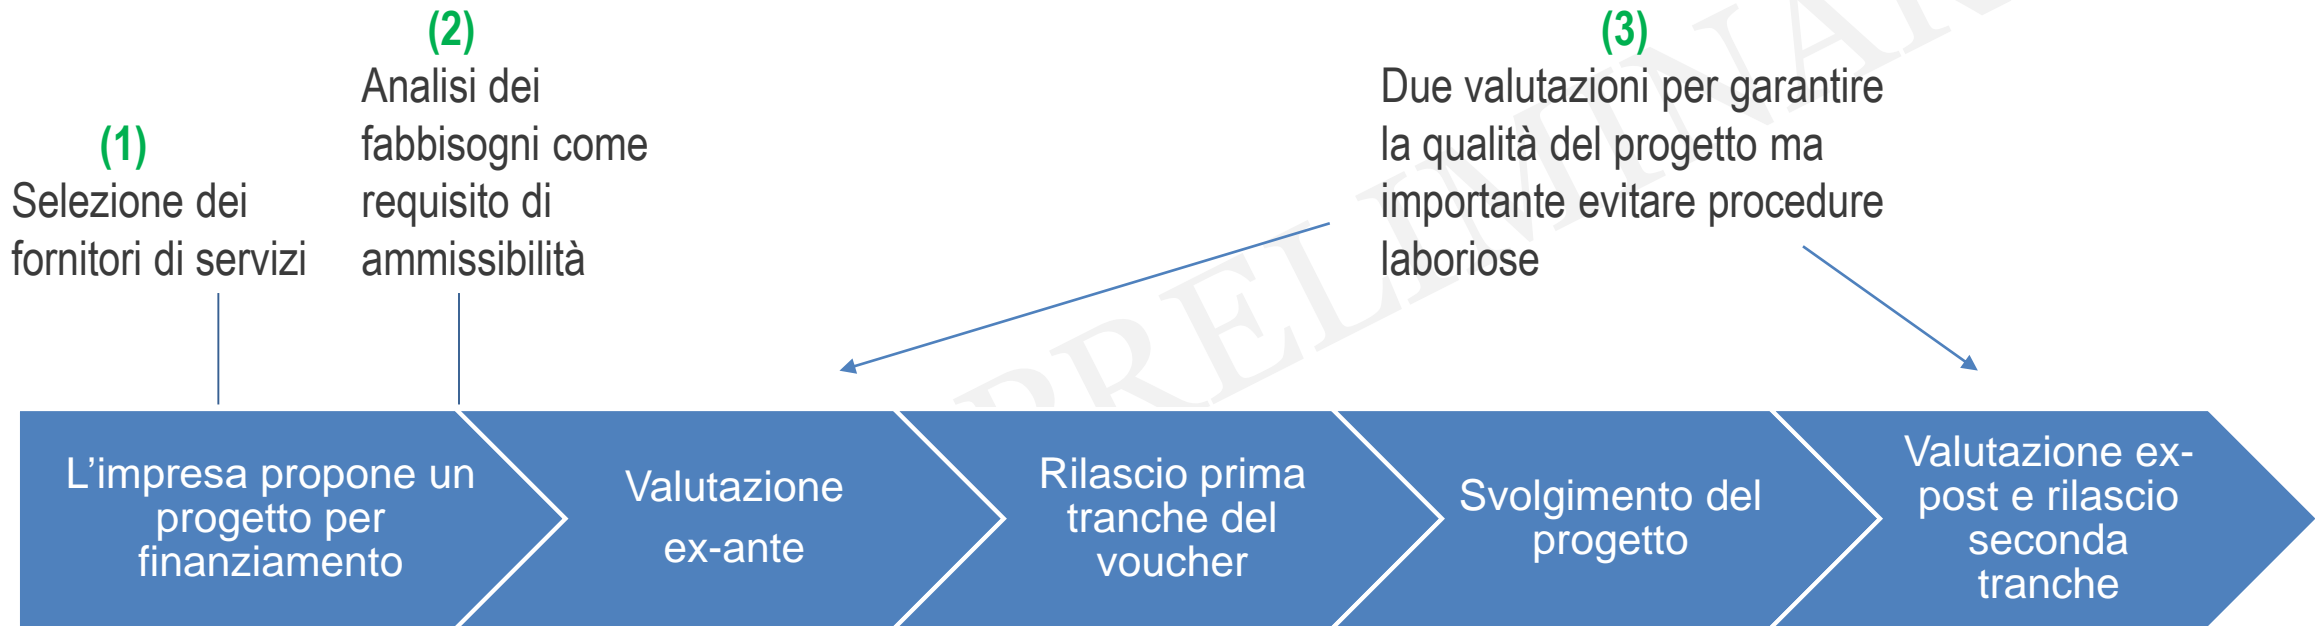 (1)
Selezione dei
fornitori di servizi
(2)
Analisi dei
fabbisogni come
requisito di
ammissibilità
(3)
Due valutazioni per garantire
la qualità del progetto ma
importante evitare procedure
laboriose
L’impresa propone un
progetto per
finanziamento
Valutazione
ex-ante
Rilascio prima
tranche del
voucher
Svolgimento del
progetto
Valutazione ex-
post e rilascio
seconda
tranche